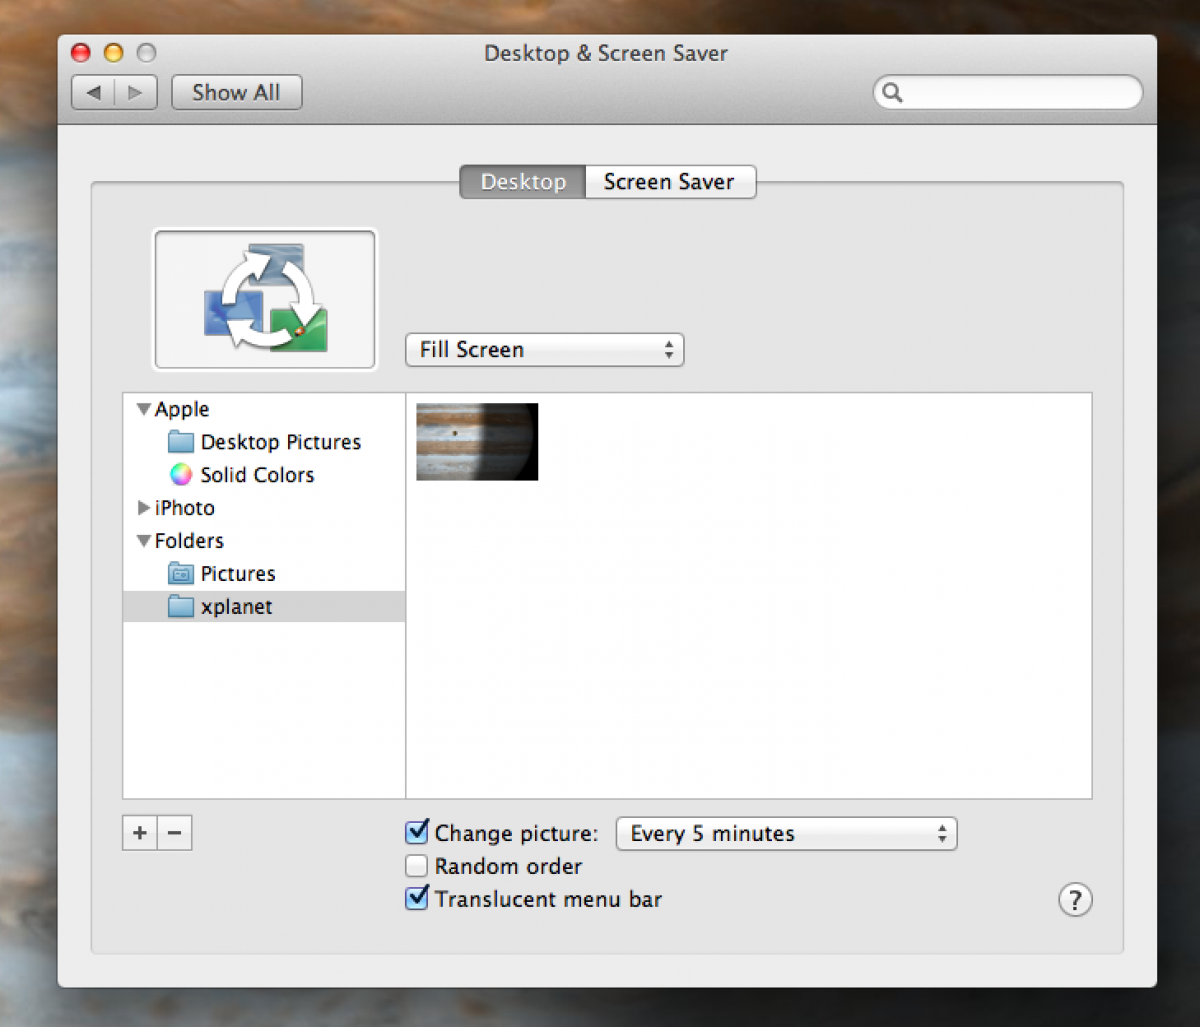 Desktop & Screen Saver
Show All
Desktop Screen Saver
Fill Screen
Apple
Desktop Pictures
Solid Colors
iPhoto
Folders
Pictures
xplanet
+ −
Change picture: Every 5 minutes
Random order
Translucent menu bar
?